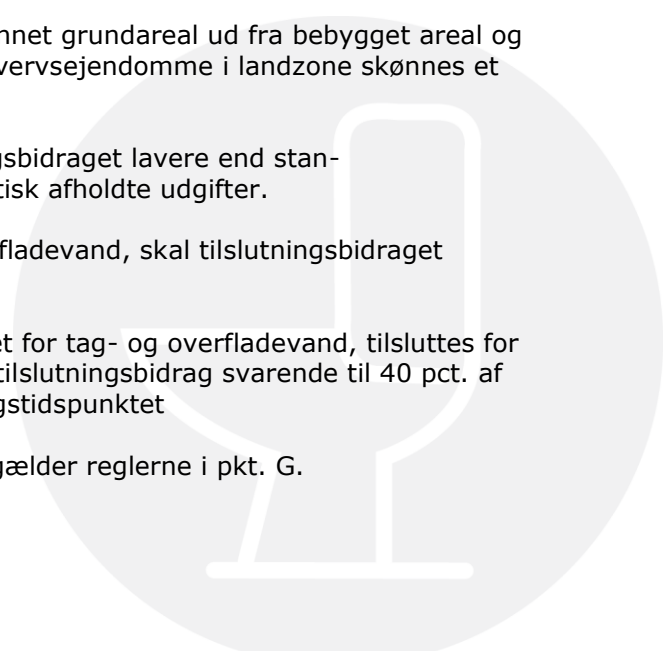 nnet grundareal ud fra bebygget areal og
vervsejendomme i landzone skønnes et
gsbidraget lavere end stan-
tisk afholdte udgifter.
fladevand, skal tilslutningsbidraget
et for tag- og overfladevand, tilsluttes for
tilslutningsbidrag svarende til 40 pct. af
gstidspunktet
gælder reglerne i pkt. G.